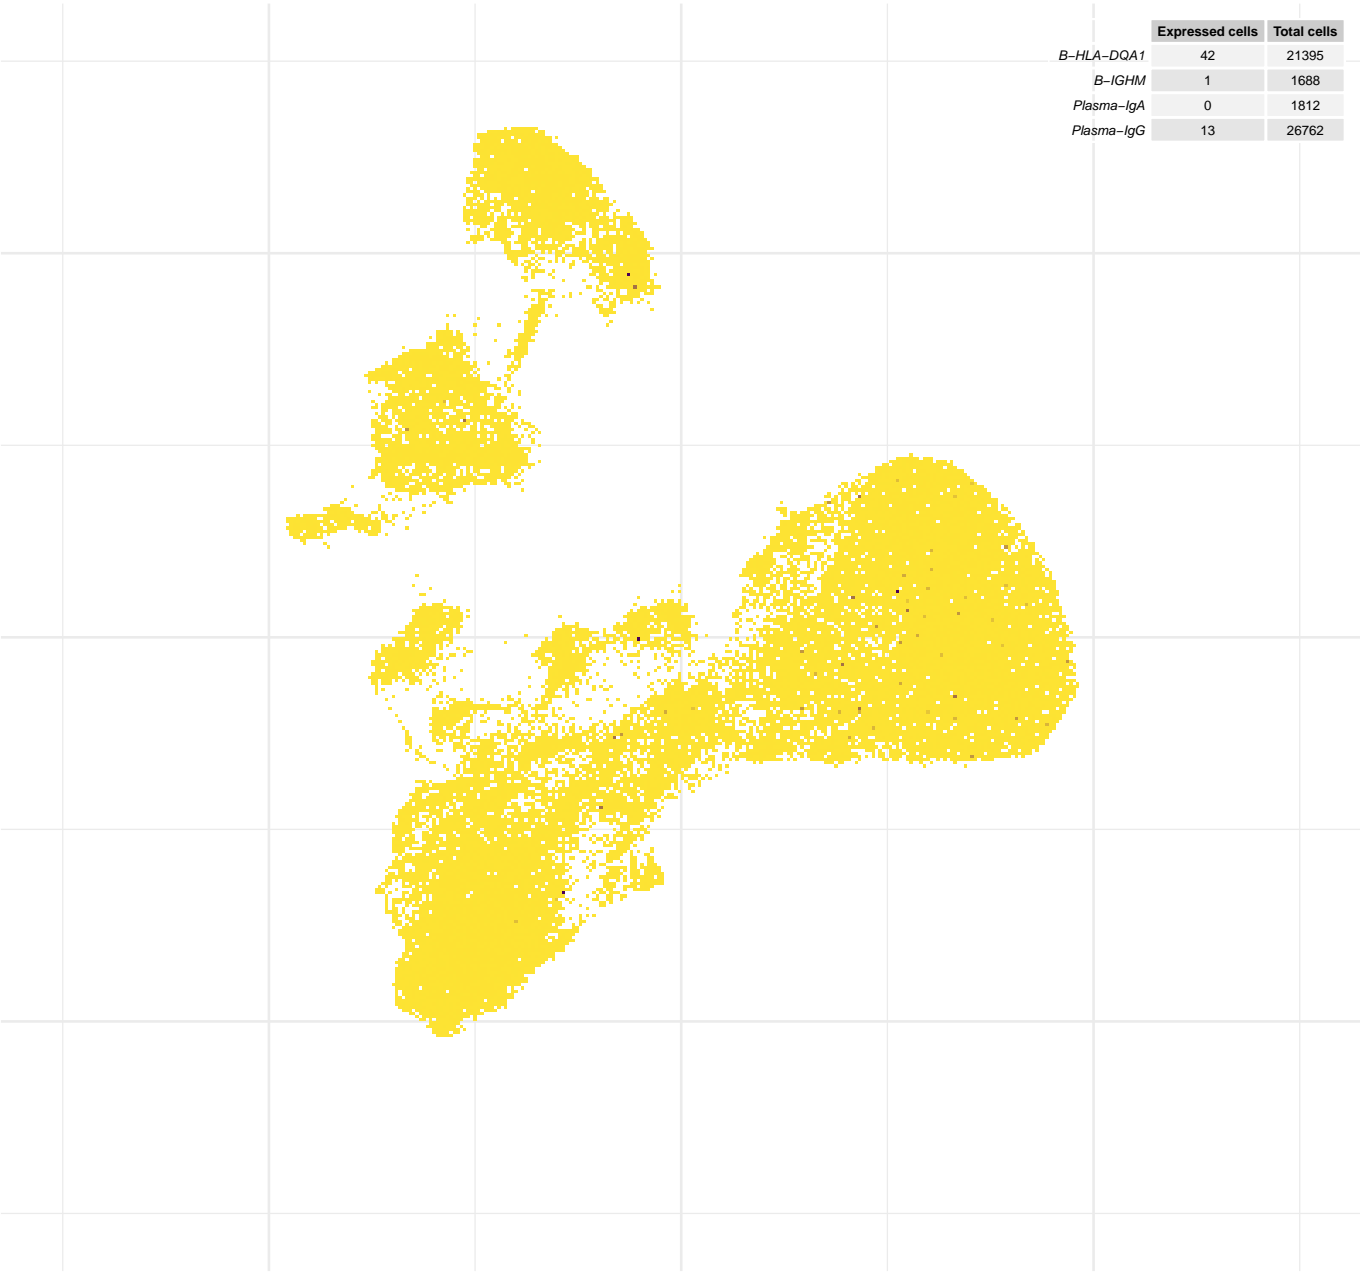 Expressed cells Total cells
B−HLA−DQA1 42 21395
B−IGHM 1 1688
Plasma−IgA 0 1812
Plasma−IgG 13 26762